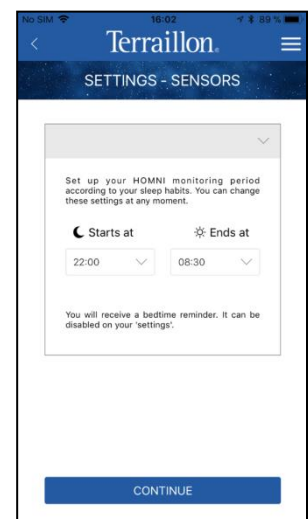 No SIM 16:02 89 %
Terraillon®
SETTINGS - SENSORS
Set up your HOMNI monitoring period
according to your sleep habits. You can change
these settings at any moment.
Starts at Ends at
22:00 08:30
You will receive a bedtime reminder. It can be
disabled on your 'settings'.
CONTINUE